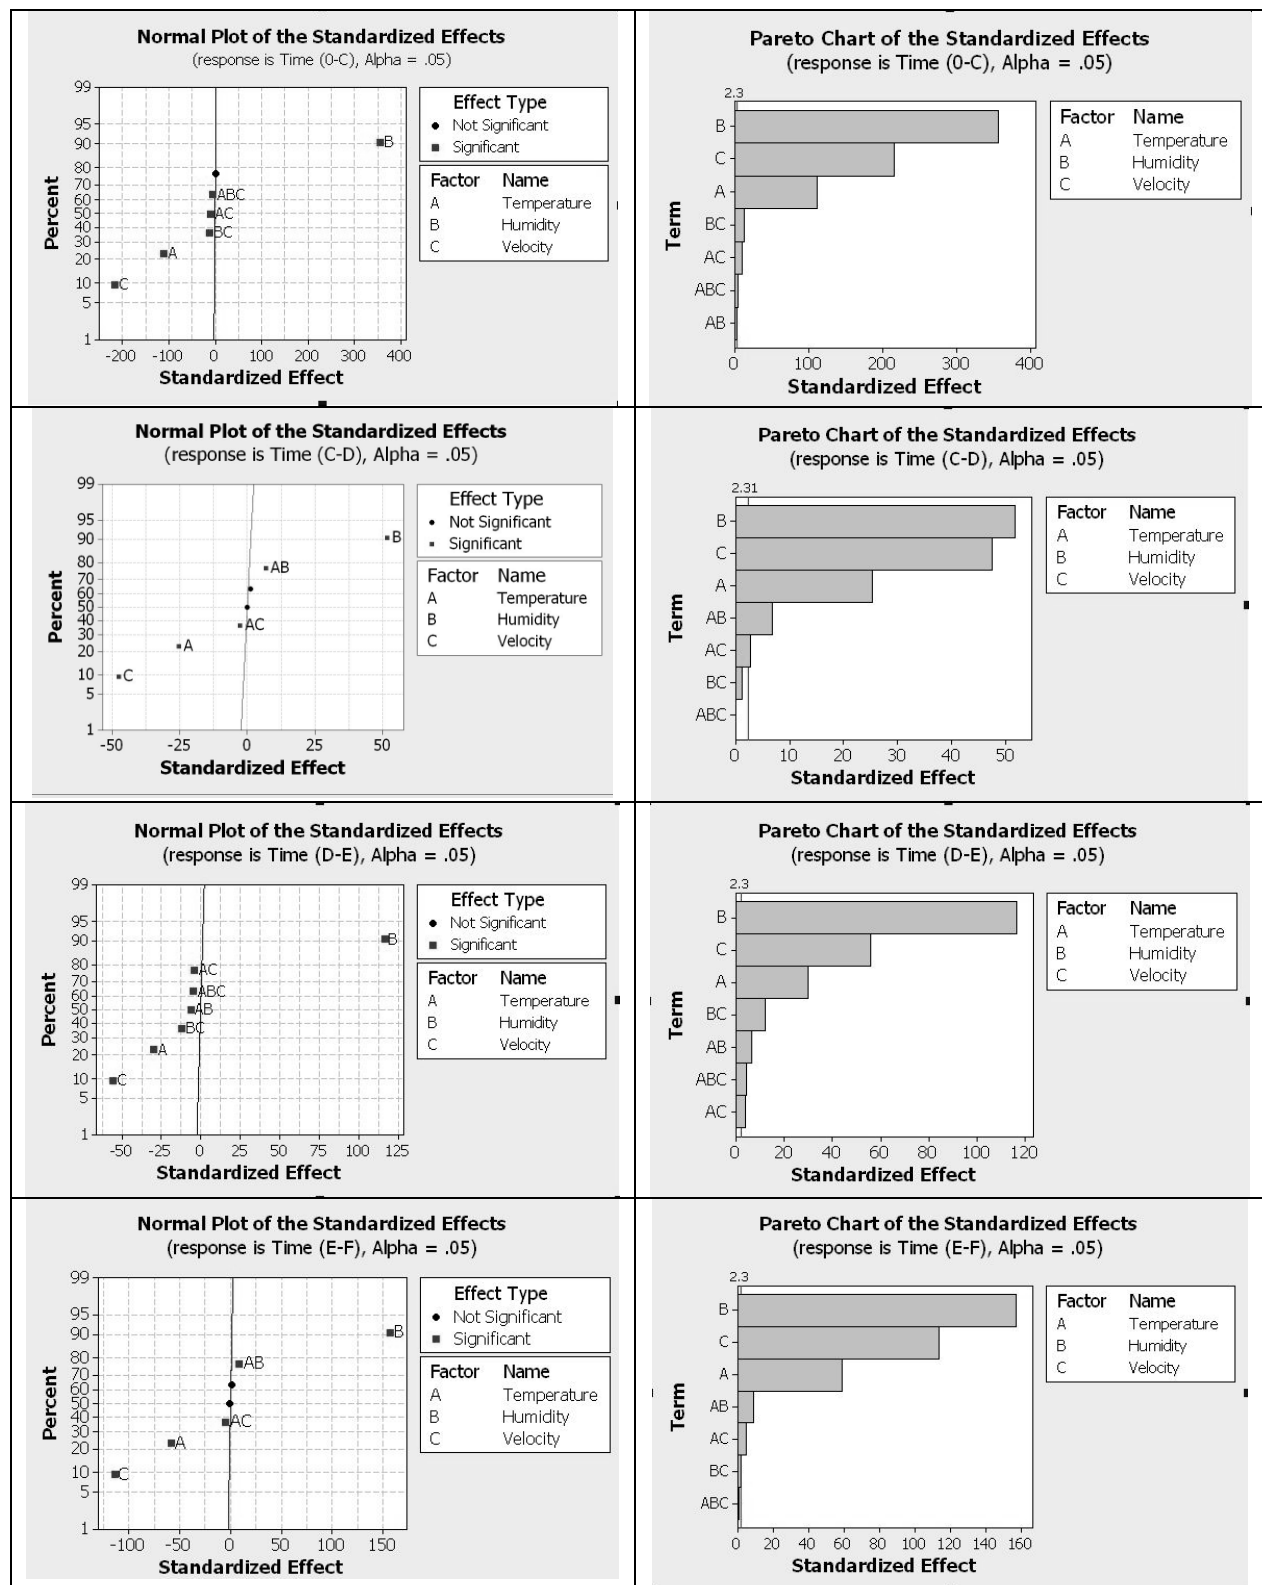 Normal Plot of the Standardized Effects
(response is Time (0-C), Alpha = .05)
99
95
90
80
70
60
50
40
30
20
10
5
1
Percent
B
ABC
AC
BC
A
C
-200 -100 0 100 200 300 400
Standardized Effect
Effect Type
Not Significant
Significant
Factor Name
A Temperature
B Humidity
C Velocity
Pareto Chart of the Standardized Effects
(response is Time (0-C), Alpha = .05)
2.3
Term
B
C
A
BC
AC
ABC
AB
0 100 200 300 400
Standardized Effect
Factor Name
A Temperature
B Humidity
C Velocity
Normal Plot of the Standardized Effects
(response is Time (C-D), Alpha = .05)
99
95
90
80
70
60
50
40
30
20
10
5
1
Percent
B
AB
AC
A
C
-50 -25 0 25 50
Standardized Effect
Effect Type
Not Significant
Significant
Factor Name
A Temperature
B Humidity
C Velocity
Pareto Chart of the Standardized Effects
(response is Time (C-D), Alpha = .05)
2.31
Term
B
C
A
AB
AC
BC
ABC
0 10 20 30 40 50
Standardized Effect
Factor Name
A Temperature
B Humidity
C Velocity
Normal Plot of the Standardized Effects
(response is Time (D-E), Alpha = .05)
99
95
90
80
70
60
50
40
30
20
10
5
1
Percent
B
AC
ABC
AB
BC
A
C
-50 -25 0 25 50 75 100 125
Standardized Effect
Effect Type
Not Significant
Significant
Factor Name
A Temperature
B Humidity
C Velocity
Pareto Chart of the Standardized Effects
(response is Time (D-E), Alpha = .05)
2.3
Term
B
C
A
BC
AB
ABC
AC
0 20 40 60 80 100 120
Standardized Effect
Factor Name
A Temperature
B Humidity
C Velocity
Normal Plot of the Standardized Effects
(response is Time (E-F), Alpha = .05)
99
95
90
80
70
60
50
40
30
20
10
5
1
Percent
B
AB
AC
A
C
-100 -50 0 50 100 150
Standardized Effect
Effect Type
Not Significant
Significant
Factor Name
A Temperature
B Humidity
C Velocity
Pareto Chart of the Standardized Effects
(response is Time (E-F), Alpha = .05)
2.3
Term
B
C
A
AB
AC
BC
ABC
0 20 40 60 80 100 120 140 160
Standardized Effect
Factor Name
A Temperature
B Humidity
C Velocity